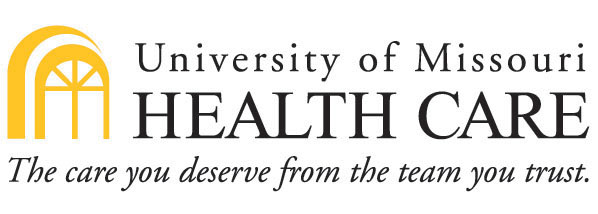 University of Missouri
HEALTH CARE
The care you deserve from the team you trust.